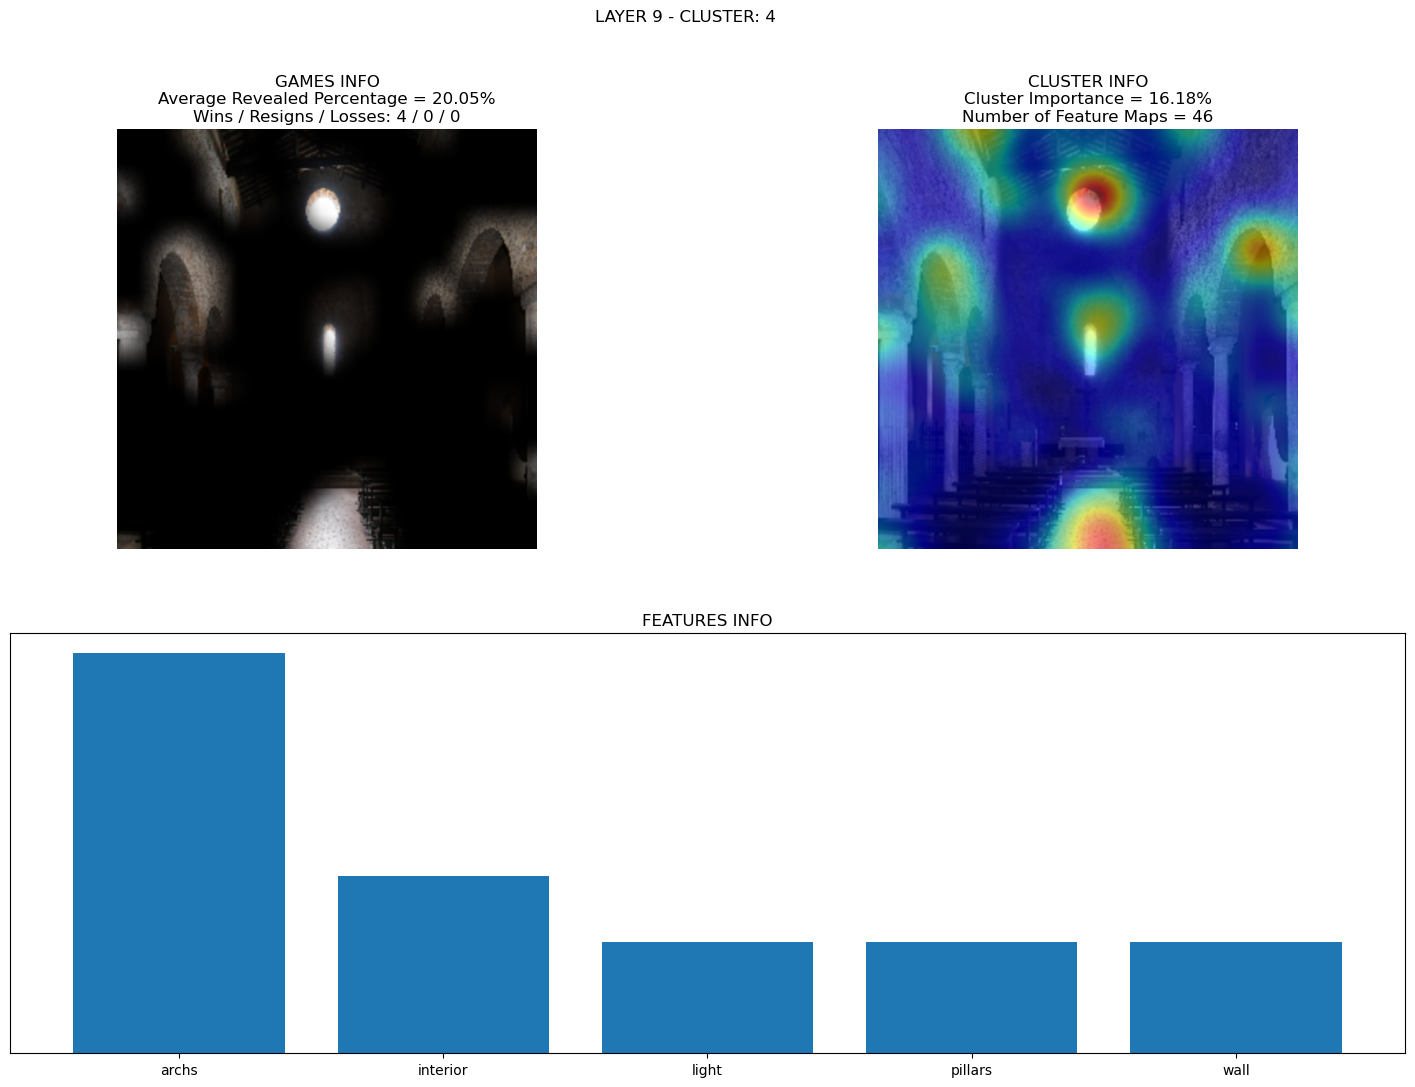 LAYER 9 - CLUSTER: 4
GAMES INFO
Average Revealed Percentage = 20.05%
Wins / Resigns / Losses: 4 / 0 / 0
CLUSTER INFO
Cluster Importance = 16.18%
Number of Feature Maps = 46
FEATURES INFO
archs
interior
light
pillars
wall